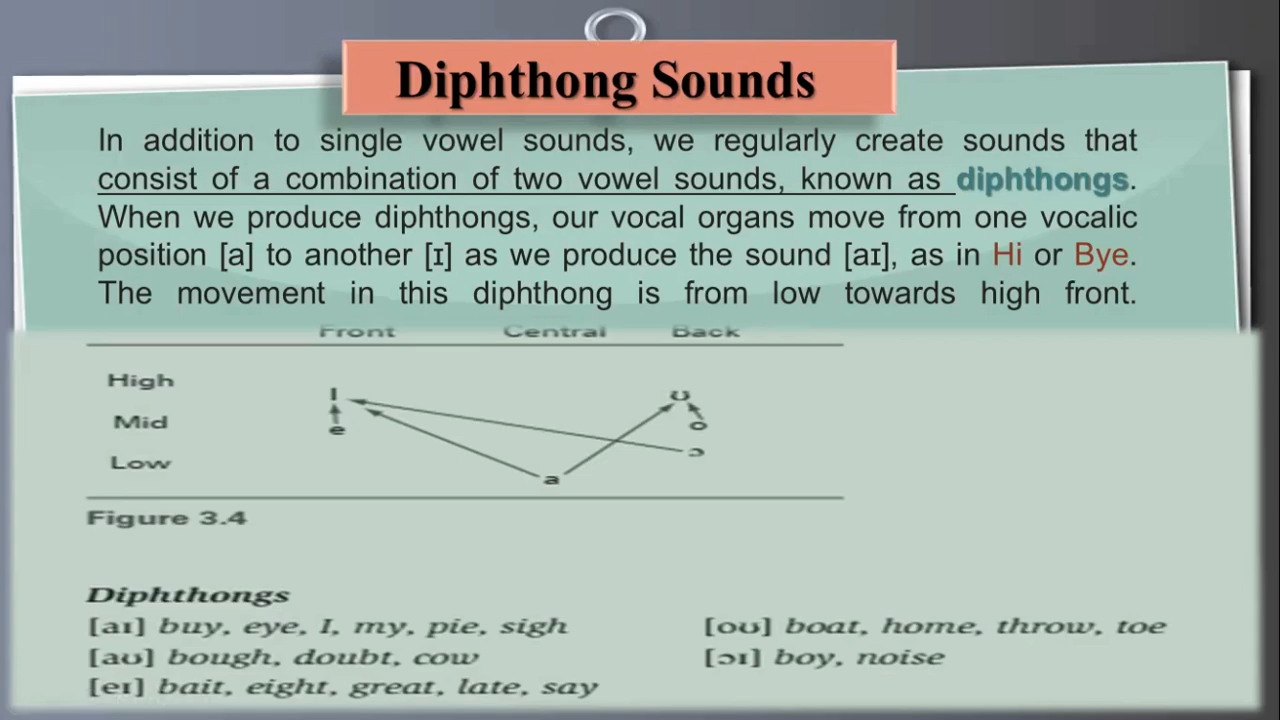 Diphthong Sounds
In addition to single vowel sounds, we regularly create sounds that
consist of a combination of two vowel sounds, known as diphthongs.
When we produce diphthongs, our vocal organs move from one vocalic
position [a] to another [ɪ] as we produce the sound [aɪ], as in Hi or Bye.
The movement in this diphthong is from low towards high front.
Front Central Back
High
ɪ ʊ
Mid
e o
Low
ɔ
a
Figure 3.4
Diphthongs
[aɪ] buy, eye, I, my, pie, sigh
[oʊ] boat, home, throw, toe
[aʊ] bough, doubt, cow
[ɔɪ] boy, noise
[eɪ] bait, eight, great, late, say